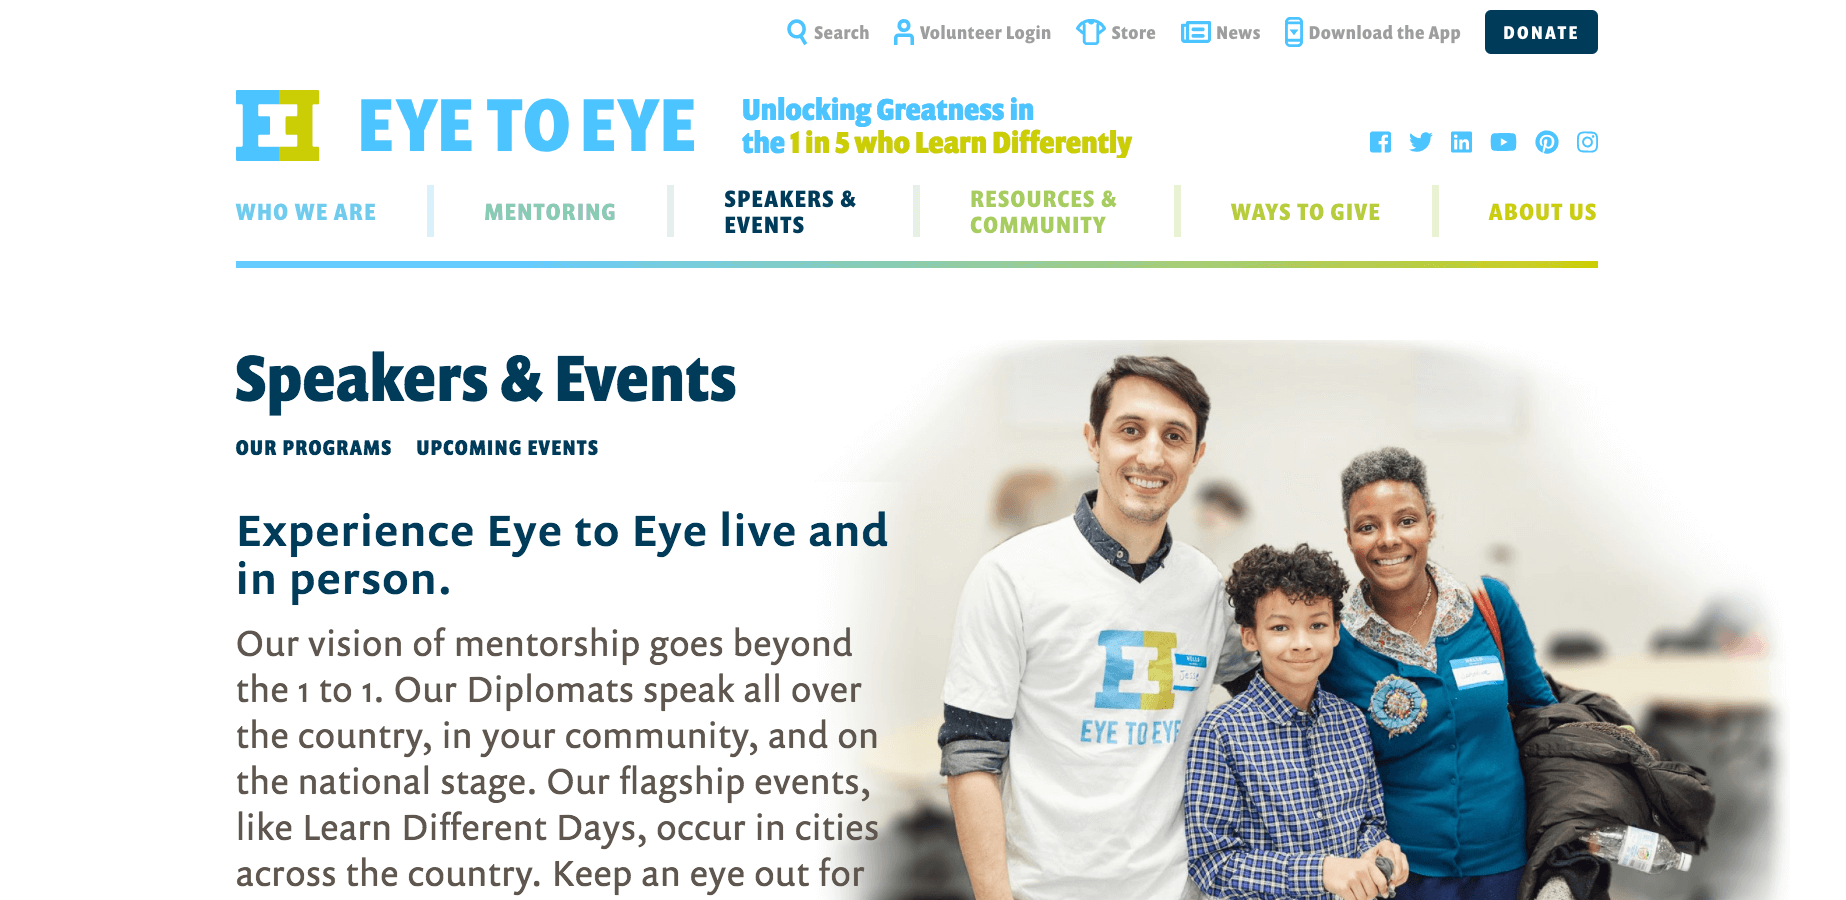 Search
Volunteer Login
Store
News
Download the App
DONATE
EYE TO EYE
Unlocking Greatness in
the 1 in 5 who Learn Differently
WHO WE ARE
MENTORING
SPEAKERS &
EVENTS
RESOURCES &
COMMUNITY
WAYS TO GIVE
ABOUT US
Speakers & Events
OUR PROGRAMS
UPCOMING EVENTS
Experience Eye to Eye live and
in person.
Our vision of mentorship goes beyond
the 1 to 1. Our Diplomats speak all over
the country, in your community, and on
the national stage. Our flagship events,
like Learn Different Days, occur in cities
across the country. Keep an eye out for
HELLO
Jesse
EYE TO EYE
HELLO